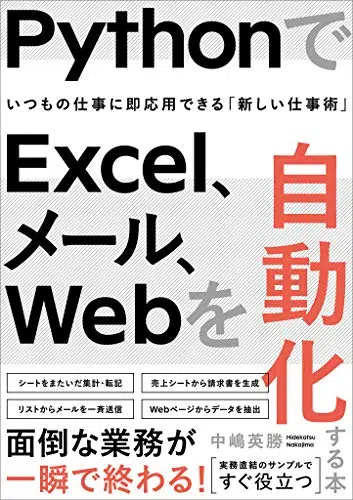 Pythonで
いつもの仕事に即応用できる「新しい仕事術」
Excel、
メール、
Webを
自動化
する本
シートをまたいだ集計・転記
売上シートから請求書を生成
リストからメールを一斉送信
Webページからデータを抽出
中嶋英勝
Hidekatsu
Nakajima
面倒な業務が
一瞬で終わる!
実務直結のサンプルで
すぐ役立つ